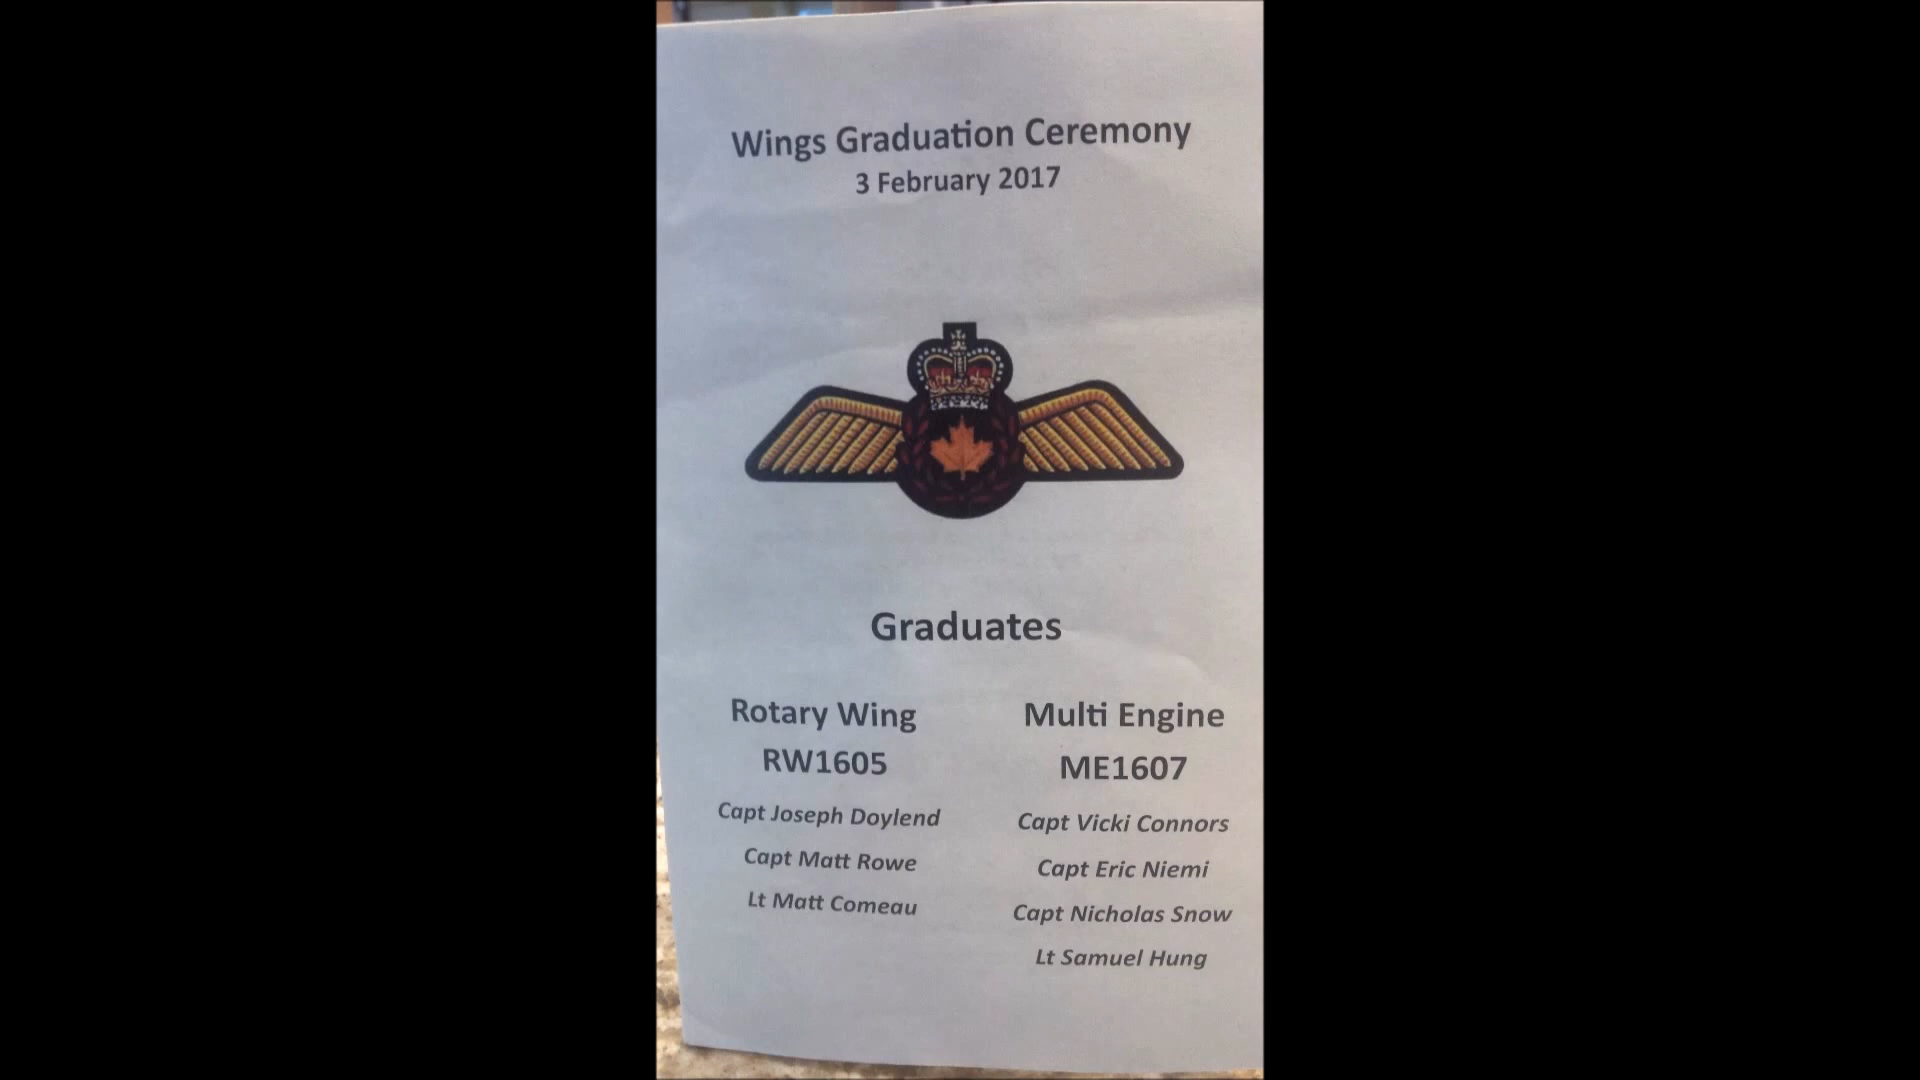 Wings Graduation Ceremony
3 February 2017
Graduates
Rotary Wing
RW1605
Capt Joseph Doylend
Capt Matt Rowe
Lt Matt Comeau
Multi Engine
ME1607
Capt Vicki Connors
Capt Eric Niemi
Capt Nicholas Snow
Lt Samuel Hung